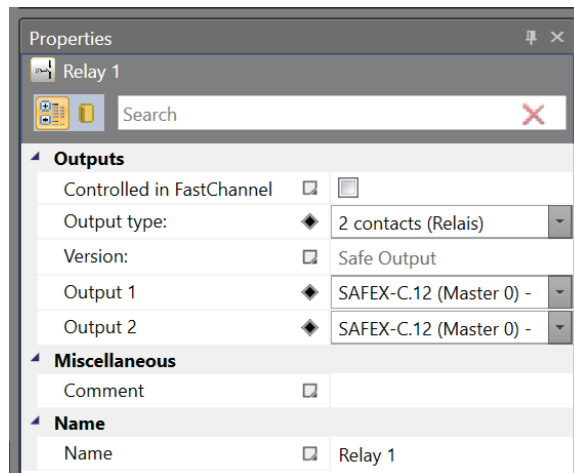 Properties
Relay 1
Search
Outputs
Controlled in FastChannel
Output type: 2 contacts (Relais)
Version: Safe Output
Output 1 SAFEX-C.12 (Master 0) -
Output 2 SAFEX-C.12 (Master 0) -
Miscellaneous
Comment
Name
Name Relay 1